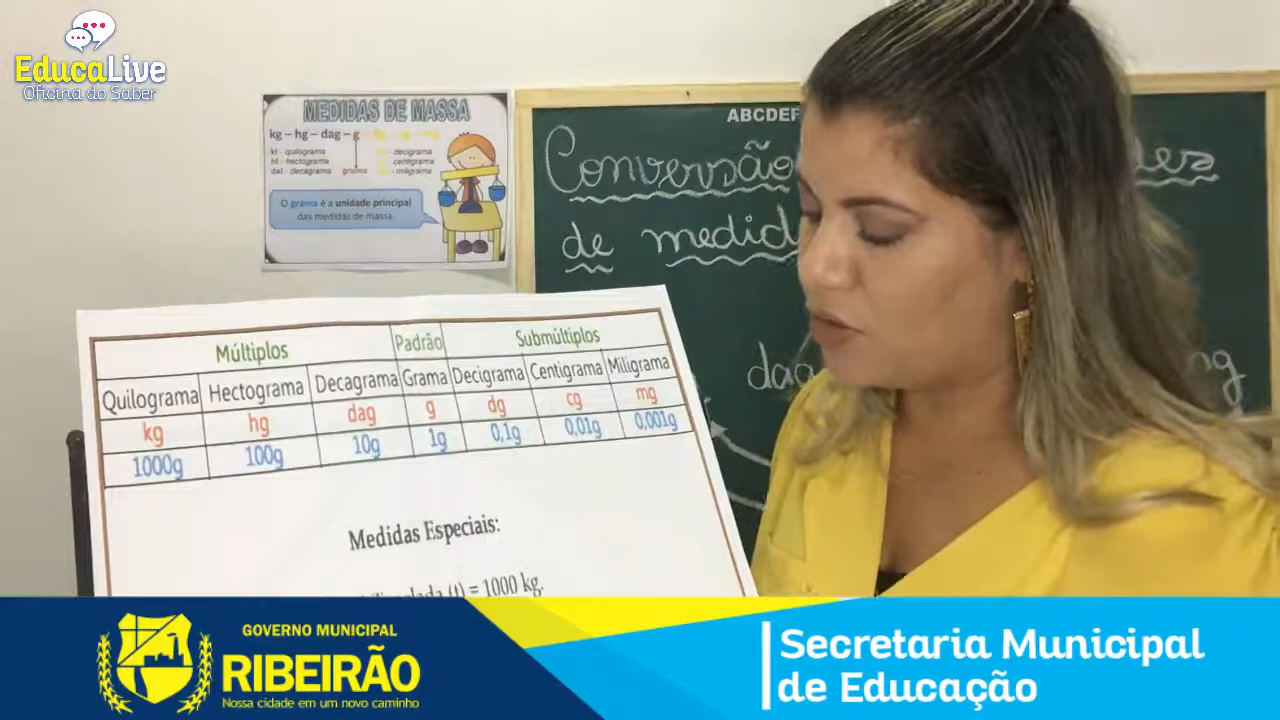 EducaLive
Oficina do Saber
MEDIDAS DE MASSA
kg – hg – dag – g
kl - quilograma
hl - hectograma
dal - decagrama
grama
decigrama
centigrama
miligrama
O grama é a unidade principal
das medidas de massa.
ABCDEF
Conversão
de
dag
Múltiplos Padrão Submúltiplos
Quilograma Hectograma Decagrama Grama Decigrama Centigrama Miligrama
kg hg dag g dg cg mg
1000g 100g 10g 1g 0,1g 0,01g 0,001g
Medidas Especiais:
(t) = 1000 kg.
GOVERNO MUNICIPAL
RIBEIRÃO
Nossa cidade em um novo caminho
Secretaria Municipal
de Educação